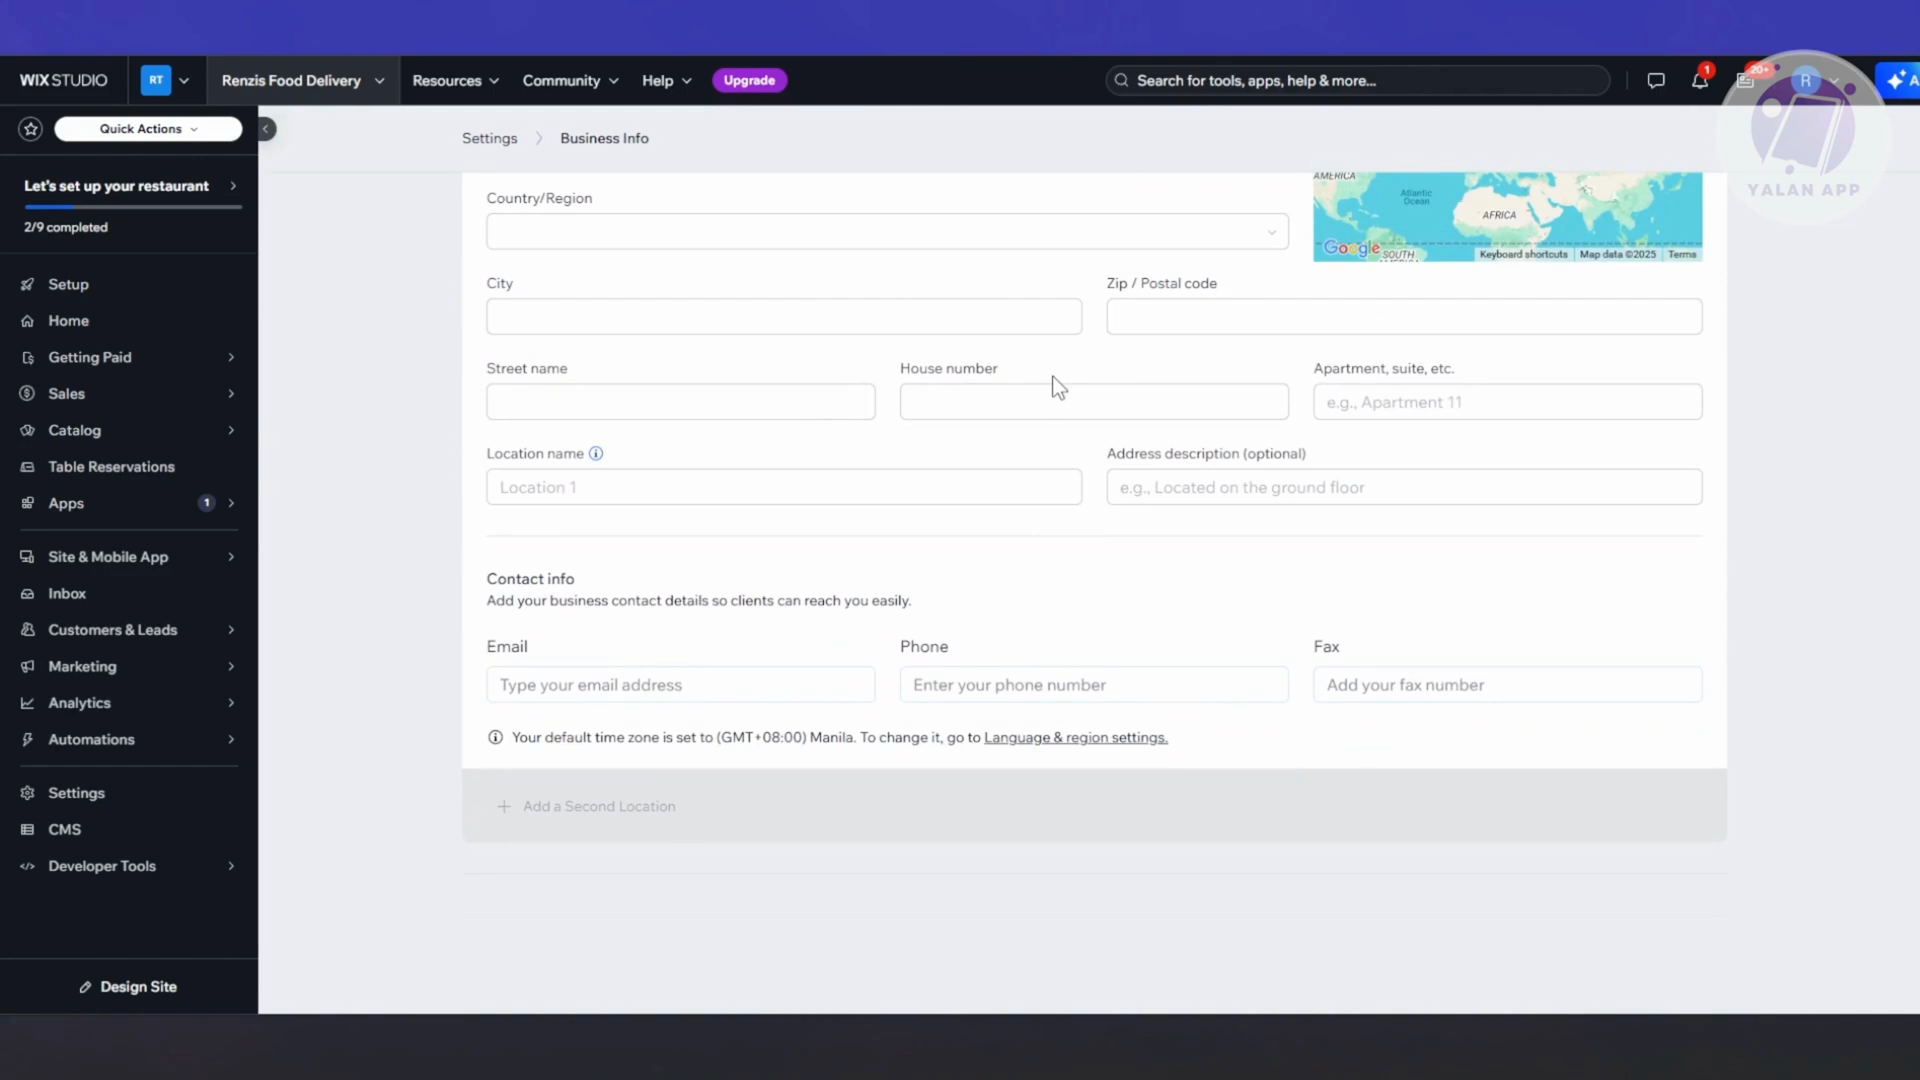 WIX STUDIO
RT
Renzis Food Delivery
Resources
Community
Help
Upgrade
Search for tools, apps, help & more...
1
20+
R
A
Quick Actions
Settings
Business Info
YALAN APP
Let's set up your restaurant
2/9 completed
Setup
Home
Getting Paid
Sales
Catalog
Table Reservations
Apps
1
Site & Mobile App
Inbox
Customers & Leads
Marketing
Analytics
Automations
Settings
CMS
Developer Tools
Design Site
Country/Region
AMERICA
Atlantic
Ocean
AFRICA
Google
SOUTH
AMERICA
Keyboard shortcuts
Map data ©2025
Terms
City
Zip / Postal code
Street name
House number
Apartment, suite, etc.
e.g., Apartment 11
Location name
Address description (optional)
Location 1
e.g., Located on the ground floor
Contact info
Add your business contact details so clients can reach you easily.
Email
Phone
Fax
Type your email address
Enter your phone number
Add your fax number
Your default time zone is set to (GMT+08:00) Manila. To change it, go to Language & region settings.
+ Add a Second Location